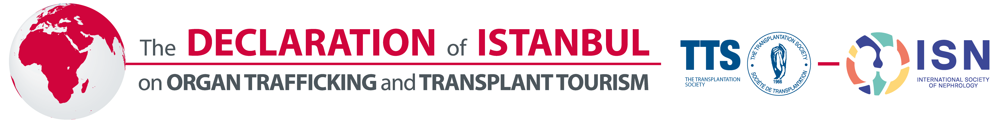 The DECLARATION of ISTANBUL
on ORGAN TRAFFICKING and TRANSPLANT TOURISM
TTS
THE TRANSPLANTATION
SOCIETY
• THE TRANSPLANTATION SOCIETY •
1966
SOCIÉTÉ DE TRANSPLANTATION
ISN
INTERNATIONAL SOCIETY
OF NEPHROLOGY